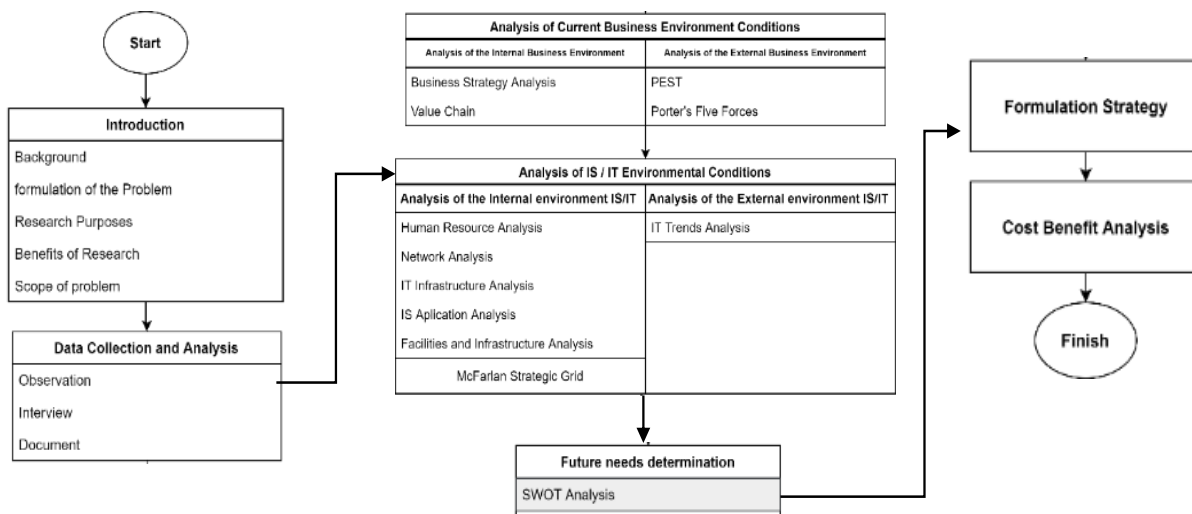 Start
Introduction
Background
formulation of the Problem
Research Purposes
Benefits of Research
Scope of problem
Data Collection and Analysis
Observation
Interview
Document
Analysis of Current Business Environment Conditions
Analysis of the Internal Business Environment
Analysis of the External Business Environment
Business Strategy Analysis
PEST
Value Chain
Porter's Five Forces
Analysis of IS / IT Environmental Conditions
Analysis of the Internal environment IS/IT
Analysis of the External environment IS/IT
Human Resource Analysis
IT Trends Analysis
Network Analysis
IT Infrastructure Analysis
IS Aplication Analysis
Facilities and Infrastructure Analysis
McFarlan Strategic Grid
Future needs determination
SWOT Analysis
Formulation Strategy
Cost Benefit Analysis
Finish